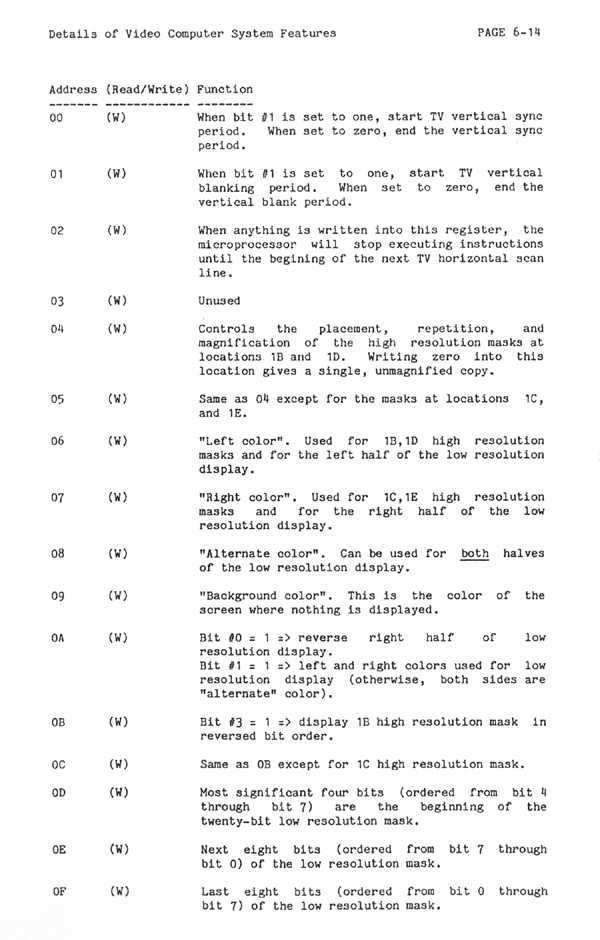 Details of Video Computer System Features PAGE 6-14
Address (Read/Write) Function
------- ------------ --------
00 (W) When bit #1 is set to one, start TV vertical sync
period. When set to zero, end the vertical sync
period.
01 (W) When bit #1 is set to one, start TV vertical
blanking period. When set to zero, end the
vertical blank period.
02 (W) When anything is written into this register, the
microprocessor will stop executing instructions
until the begining of the next TV horizontal scan
line.
03 (W) Unused
04 (W) Controls the placement, repetition, and
magnification of the high resolution masks at
locations 1B and 1D. Writing zero into this
location gives a single, unmagnified copy.
05 (W) Same as 04 except for the masks at locations 1C,
and 1E.
06 (W) "Left color". Used for 1B,1D high resolution
masks and for the left half of the low resolution
display.
07 (W) "Right color". Used for 1C,1E high resolution
masks and for the right half of the low
resolution display.
08 (W) "Alternate color". Can be used for both halves
of the low resolution display.
09 (W) "Background color". This is the color of the
screen where nothing is displayed.
0A (W) Bit #0 = 1 => reverse right half of low
resolution display.
Bit #1 = 1 => left and right colors used for low
resolution display (otherwise, both sides are
"alternate" color).
0B (W) Bit #3 = 1 => display 1B high resolution mask in
reversed bit order.
0C (W) Same as 0B except for 1C high resolution mask.
0D (W) Most significant four bits (ordered from bit 4
through bit 7) are the beginning of the
twenty-bit low resolution mask.
0E (W) Next eight bits (ordered from bit 7 through
bit 0) of the low resolution mask.
0F (W) Last eight bits (ordered from bit 0 through
bit 7) of the low resolution mask.